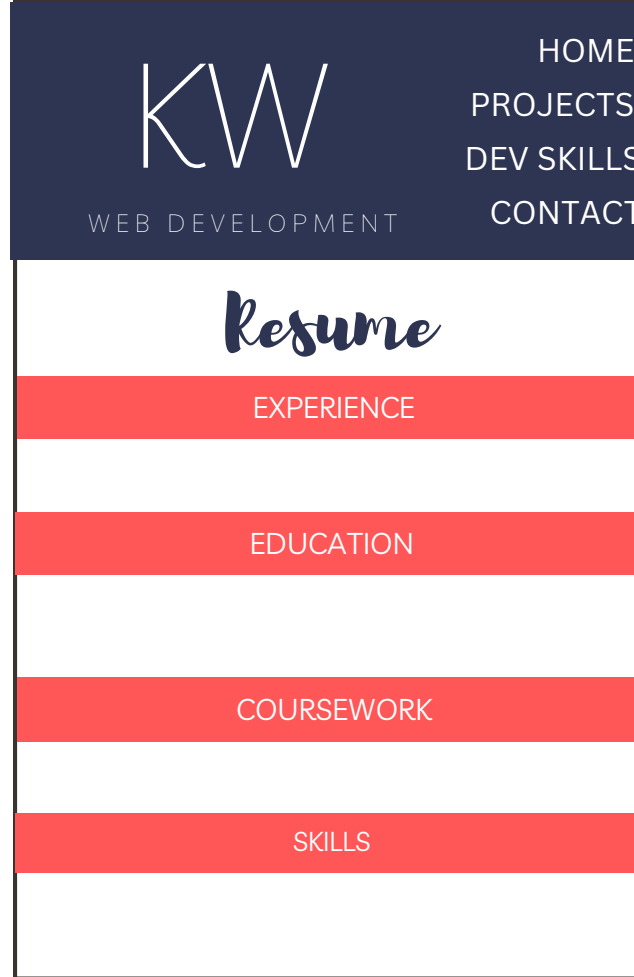 KW
WEB DEVELOPMENT
HOME
PROJECTS
DEV SKILLS
CONTACT
Resume
EXPERIENCE
EDUCATION
COURSEWORK
SKILLS